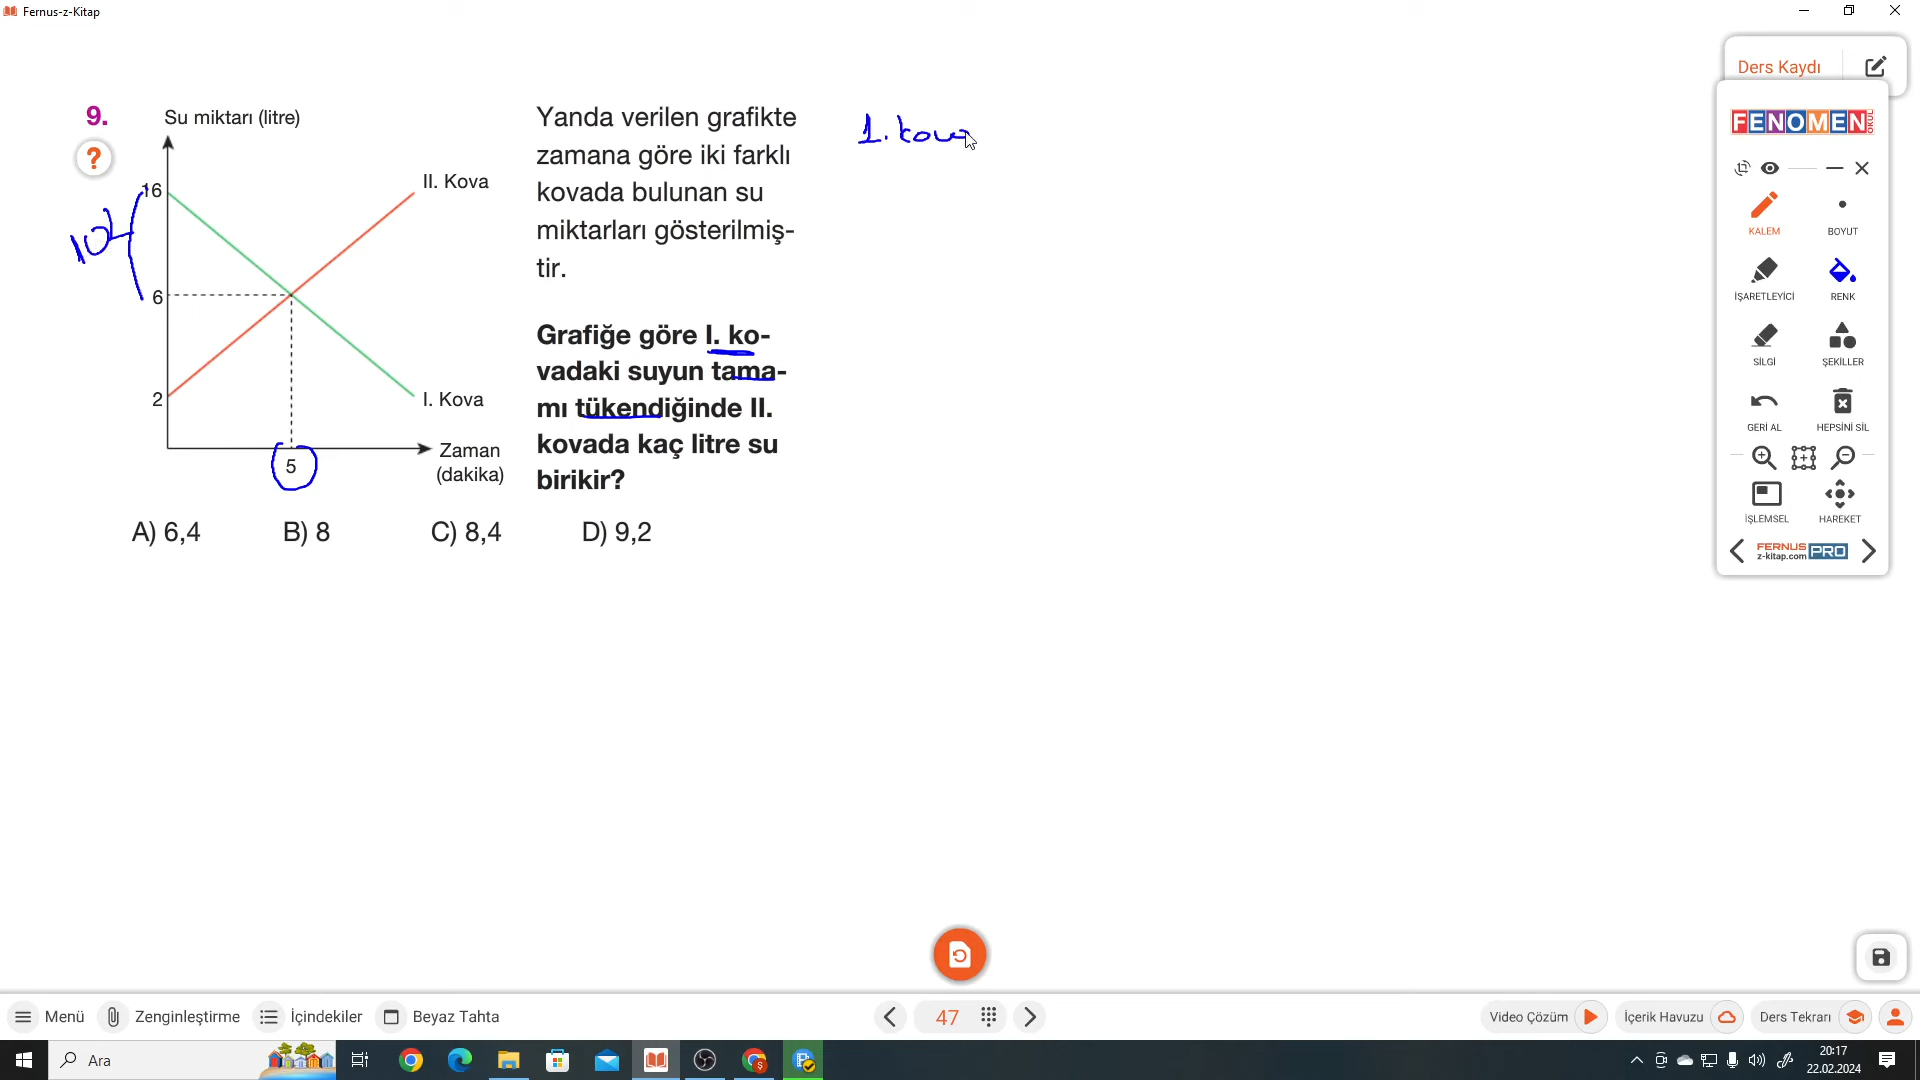 Fernus-z-Kitap
Ders Kaydı
9.
Su miktarı (litre)
16
10L
6
2
5
II. Kova
I. Kova
Zaman
(dakika)
Yanda verilen grafikte
zamana göre iki farklı
kovada bulunan su
miktarları gösterilmiş-
tir.
Grafiğe göre I. ko-
vadaki suyun tama-
mı tükendiğinde II.
kovada kaç litre su
birikir?
A) 6,4 B) 8 C) 8,4 D) 9,2
1. kova
FENOMEN OKUL
KALEM BOYUT
İŞARETLEYİCİ RENK
SİLGİ ŞEKİLLER
GERİ AL HEPSİNİ SİL
İŞLEMSEL HAREKET
FERNUS PRO
z-kitap.com
Menü Zenginleştirme İçindekiler Beyaz Tahta 47 Video Çözüm İçerik Havuzu Ders Tekrarı
Ara
20:17
22.02.2024